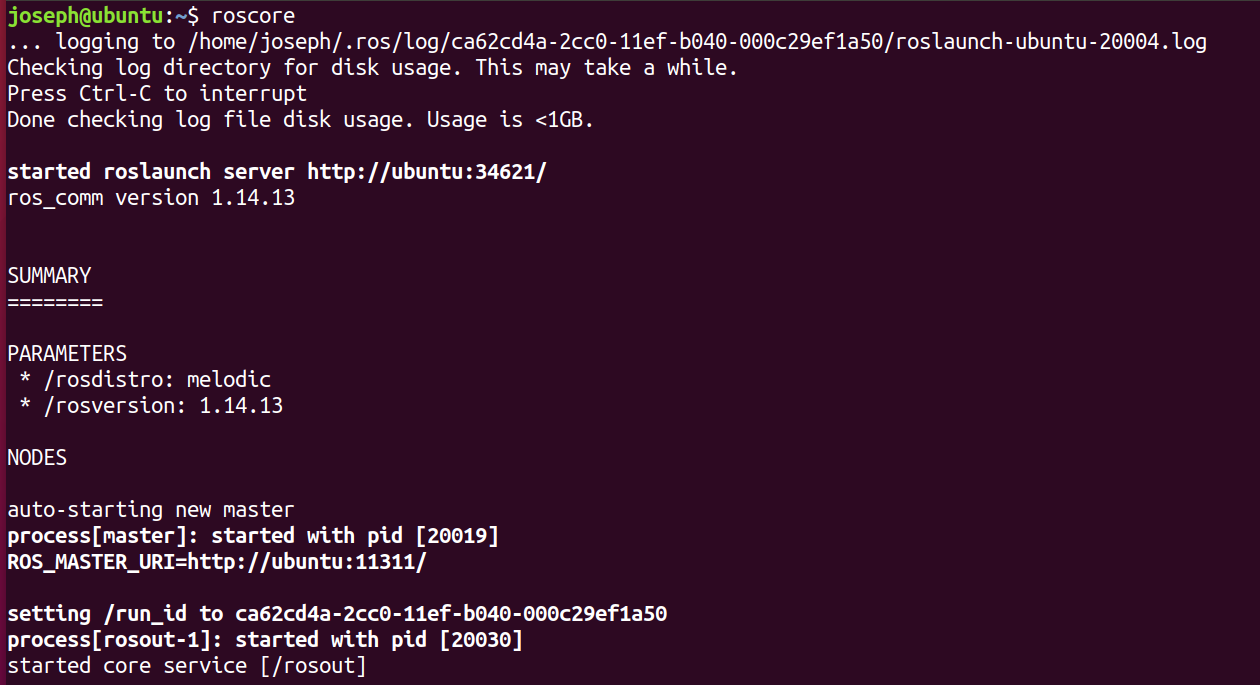 joseph@ubuntu:~$ roscore
... logging to /home/joseph/.ros/log/ca62cd4a-2cc0-11ef-b040-000c29ef1a50/roslaunch-ubuntu-20004.log
Checking log directory for disk usage. This may take a while.
Press Ctrl-C to interrupt
Done checking log file disk usage. Usage is <1GB.
started roslaunch server http://ubuntu:34621/
ros_comm version 1.14.13
SUMMARY
========
PARAMETERS
* /rosdistro: melodic
* /rosversion: 1.14.13
NODES
auto-starting new master
process[master]: started with pid [20019]
ROS_MASTER_URI=http://ubuntu:11311/
setting /run_id to ca62cd4a-2cc0-11ef-b040-000c29ef1a50
process[rosout-1]: started with pid [20030]
started core service [/rosout]